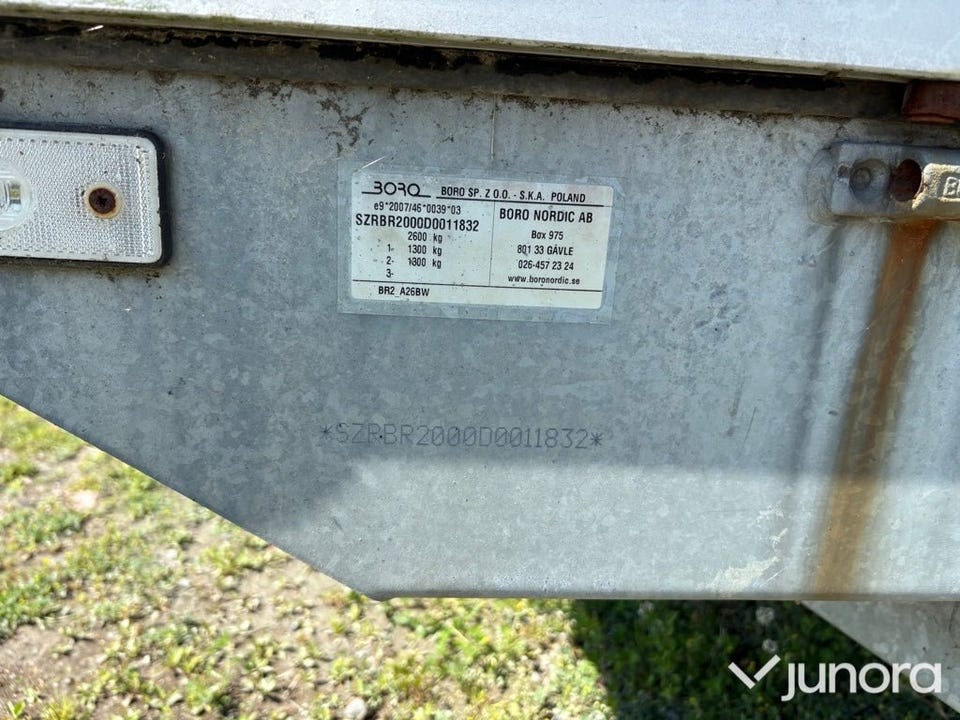 BORO BORO SP. Z O.O. - S.K.A. POLAND
e9*2007/46*0039*03
SZRBR2000D0011832
2600 kg
1- 1300 kg
2- 1300 kg
3-
BR2_A26BW
BORO NORDIC AB
Box 975
801 33 GÄVLE
026-457 23 24
www.boronordic.se
*SZRBR2000D0011832*
junora